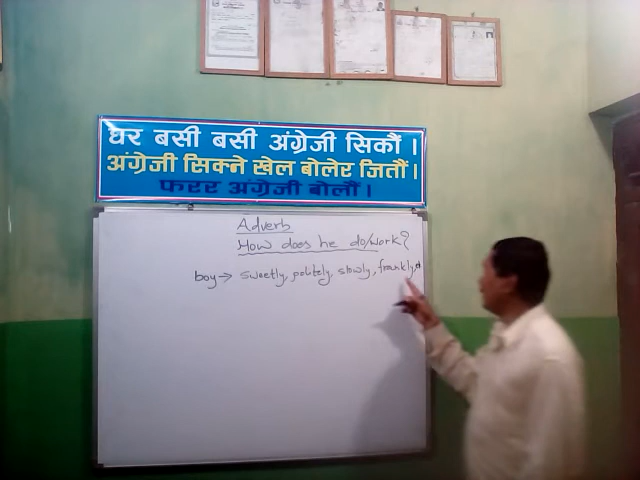 घर बसी बसी अंग्रेजी सिकौं ।
अंग्रेजी सिक्ने खेल बोलेर जितौं ।
फरर अंग्रेजी बोलौं ।
Adverb
How does he do/work?
boy → sweetly, politely, slowly, frankly,